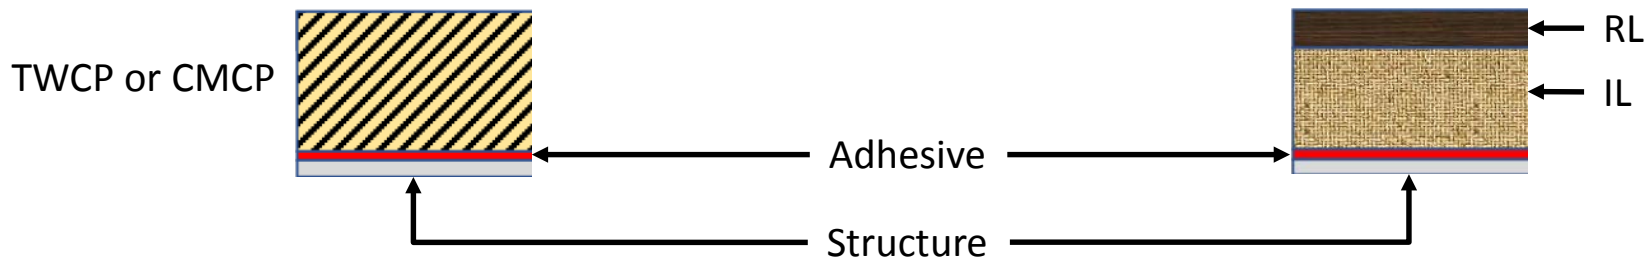 TWCP or CMCP
RL
IL
Adhesive
Structure